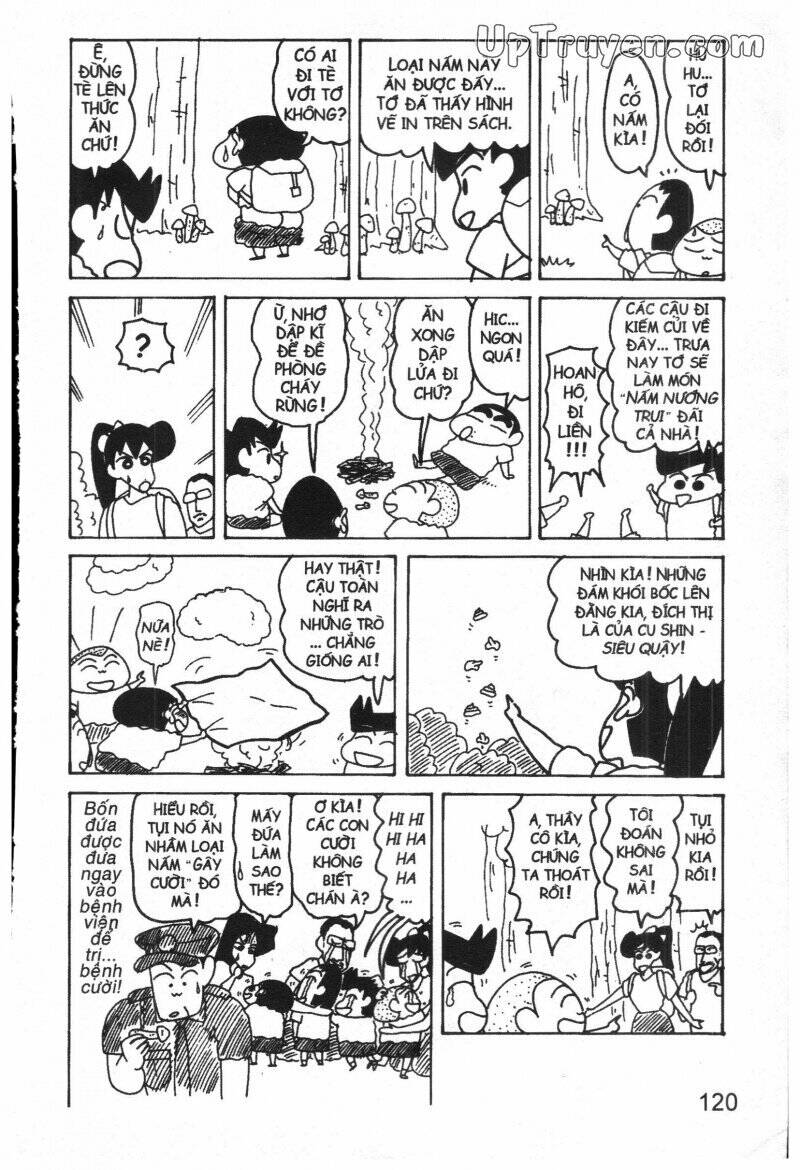 UpTruyen.com
HU
HU...
TỚ
LẠI
ĐÓI
RỒI!
A,
CÓ
NẤM
KÌA!
LOẠI NẤM NAY
ĂN ĐƯỢC ĐẤY...
TỚ ĐÃ THẤY HÌNH
VẼ IN TRÊN SÁCH.
CÓ AI
ĐI TÈ
VỚI TỚ
KHÔNG?
Ê,
ĐỪNG
TÈ LÊN
THỨC
ĂN
CHỨ!
CÁC CẬU ĐI
KIẾM CỦI VỀ
ĐÂY... TRƯA
NAY TỚ SẼ
LÀM MÓN
"NẤM NƯỚNG
TRUI" ĐÃI
CẢ NHÀ!
HOAN
HÔ,
ĐI
LIỀN
!!!
HIC...
NGON
QUÁ!
ĂN
XONG
DẬP
LỬA ĐI
CHỨ?
Ừ, NHỚ
DẬP KĨ
ĐỂ ĐỀ
PHÒNG
CHÁY
RỪNG!
?
NHÌN KÌA! NHỮNG
ĐÁM KHÓI BỐC LÊN
ĐẰNG KIA, ĐÍCH THỊ
LÀ CỦA CU SHIN -
SIÊU QUẬY!
HAY THẬT!
CẬU TOÀN
NGHĨ RA
NHỮNG TRÒ
... CHẲNG
GIỐNG AI!
NỮA
NÈ!
TỤI
NHỎ
KIA RỒI!
TÔI
ĐOÁN
KHÔNG
SAI
MÀ!
A, THẦY
CÔ KÌA,
CHÚNG
TA THOÁT
RỒI!
HI HI
HI HA
HA
HA
...
Ơ KÌA!
CÁC CON
CƯỜI
KHÔNG
BIẾT
CHÁN À?
MẤY
ĐỨA
LÀM
SAO
THẾ?
HIỂU RỒI,
TỤI NÓ ĂN
NHẦM LOẠI
NẤM "GÂY
CƯỜI" ĐÓ
MÀ!
Bốn
đứa
được
đưa
ngay
vào
bệnh
viện
để
trị...
bệnh
cười!
120